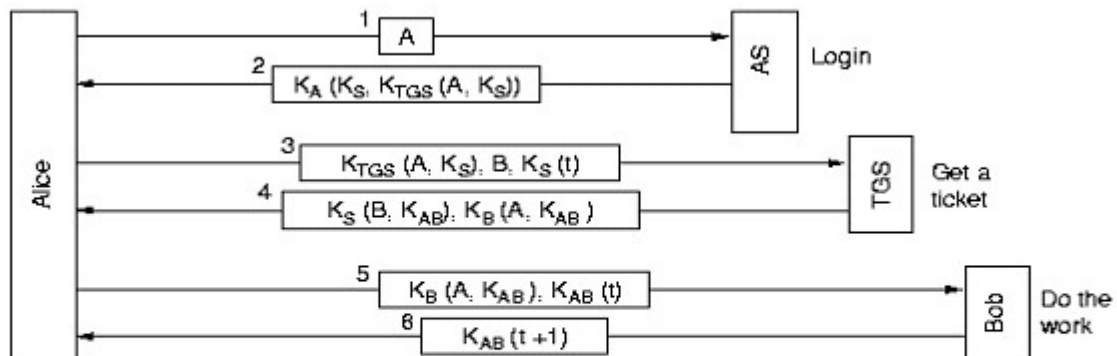 Alice
1
A
AS
Login
2
K_A (K_S, K_TGS (A, K_S))
3
K_TGS (A, K_S), B, K_S (t)
TGS
Get a
ticket
4
K_S (B, K_AB), K_B (A, K_AB )
5
K_B (A, K_AB), K_AB (t)
Bob
Do the
work
6
K_AB (t +1)